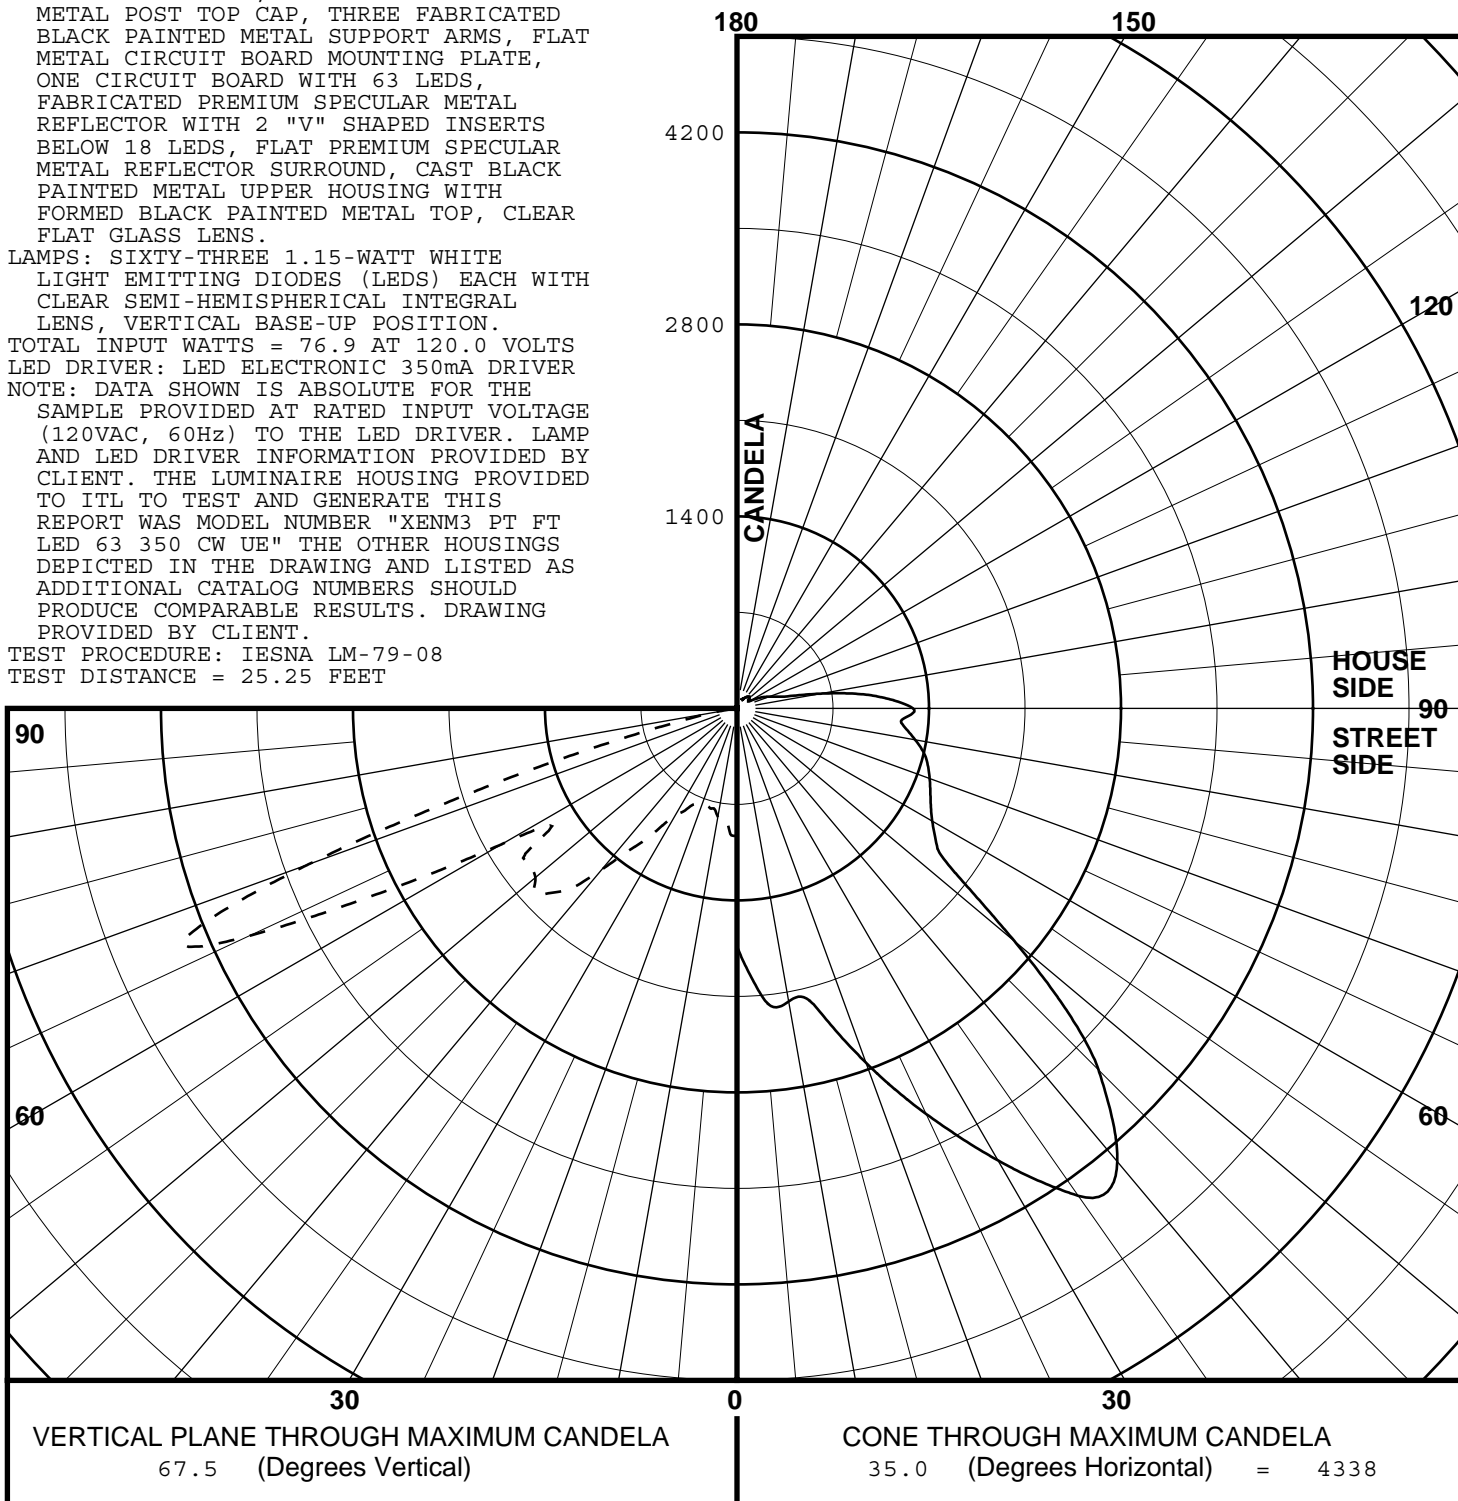 METAL POST TOP CAP, THREE FABRICATED
BLACK PAINTED METAL SUPPORT ARMS, FLAT
METAL CIRCUIT BOARD MOUNTING PLATE,
ONE CIRCUIT BOARD WITH 63 LEDS,
FABRICATED PREMIUM SPECULAR METAL
REFLECTOR WITH 2 "V" SHAPED INSERTS
BELOW 18 LEDS, FLAT PREMIUM SPECULAR
METAL REFLECTOR SURROUND, CAST BLACK
PAINTED METAL UPPER HOUSING WITH
FORMED BLACK PAINTED METAL TOP, CLEAR
FLAT GLASS LENS.
LAMPS: SIXTY-THREE 1.15-WATT WHITE
LIGHT EMITTING DIODES (LEDS) EACH WITH
CLEAR SEMI-HEMISPHERICAL INTEGRAL
LENS, VERTICAL BASE-UP POSITION.
TOTAL INPUT WATTS = 76.9 AT 120.0 VOLTS
LED DRIVER: LED ELECTRONIC 350mA DRIVER
NOTE: DATA SHOWN IS ABSOLUTE FOR THE
SAMPLE PROVIDED AT RATED INPUT VOLTAGE
(120VAC, 60Hz) TO THE LED DRIVER. LAMP
AND LED DRIVER INFORMATION PROVIDED BY
CLIENT. THE LUMINAIRE HOUSING PROVIDED
TO ITL TO TEST AND GENERATE THIS
REPORT WAS MODEL NUMBER "XENM3 PT FT
LED 63 350 CW UE" THE OTHER HOUSINGS
DEPICTED IN THE DRAWING AND LISTED AS
ADDITIONAL CATALOG NUMBERS SHOULD
PRODUCE COMPARABLE RESULTS. DRAWING
PROVIDED BY CLIENT.
TEST PROCEDURE: IESNA LM-79-08
TEST DISTANCE = 25.25 FEET
180
150
4200
120
2800
CANDELA
1400
HOUSE
SIDE
90
90
STREET
SIDE
60
60
30
0
30
VERTICAL PLANE THROUGH MAXIMUM CANDELA
67.5 (Degrees Vertical)
CONE THROUGH MAXIMUM CANDELA
35.0 (Degrees Horizontal) = 4338